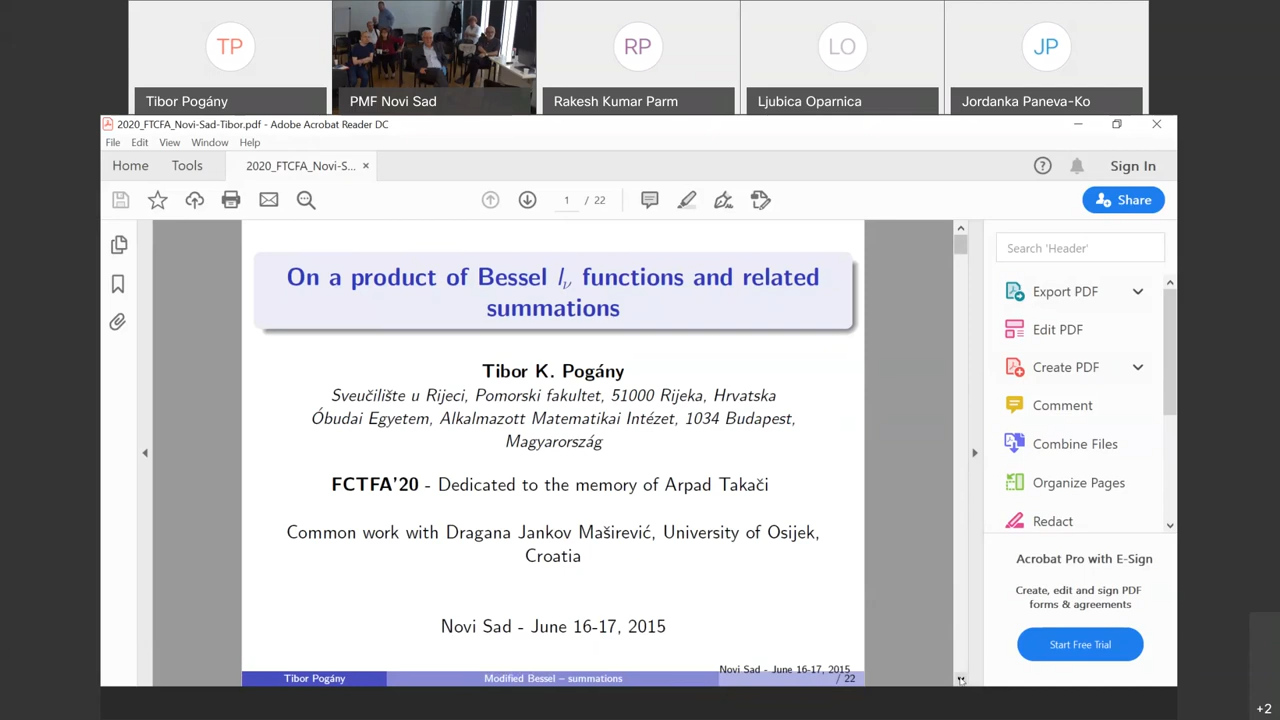 TP
RP
LO
JP
Tibor Pogány
PMF Novi Sad
Rakesh Kumar Parm
Ljubica Oparnica
Jordanka Paneva-Ko
2020_FTCFA_Novi-Sad-Tibor.pdf - Adobe Acrobat Reader DC
File Edit View Window Help
Home Tools 2020_FTCFA_Novi-S... × Sign In
1 / 22
Share
Search 'Header'
Export PDF
Edit PDF
Create PDF
Comment
Combine Files
Organize Pages
Redact
Acrobat Pro with E-Sign
Create, edit and sign PDF
forms & agreements
Start Free Trial
On a product of Bessel Iν functions and related
summations
Tibor K. Pogány
Sveučilište u Rijeci, Pomorski fakultet, 51000 Rijeka, Hrvatska
Óbudai Egyetem, Alkalmazott Matematikai Intézet, 1034 Budapest,
Magyarország
FCTFA'20 - Dedicated to the memory of Arpad Takači
Common work with Dragana Jankov Maširević, University of Osijek,
Croatia
Novi Sad - June 16-17, 2015
Novi Sad - June 16-17, 2015
Tibor Pogány Modified Bessel – summations / 22
+2